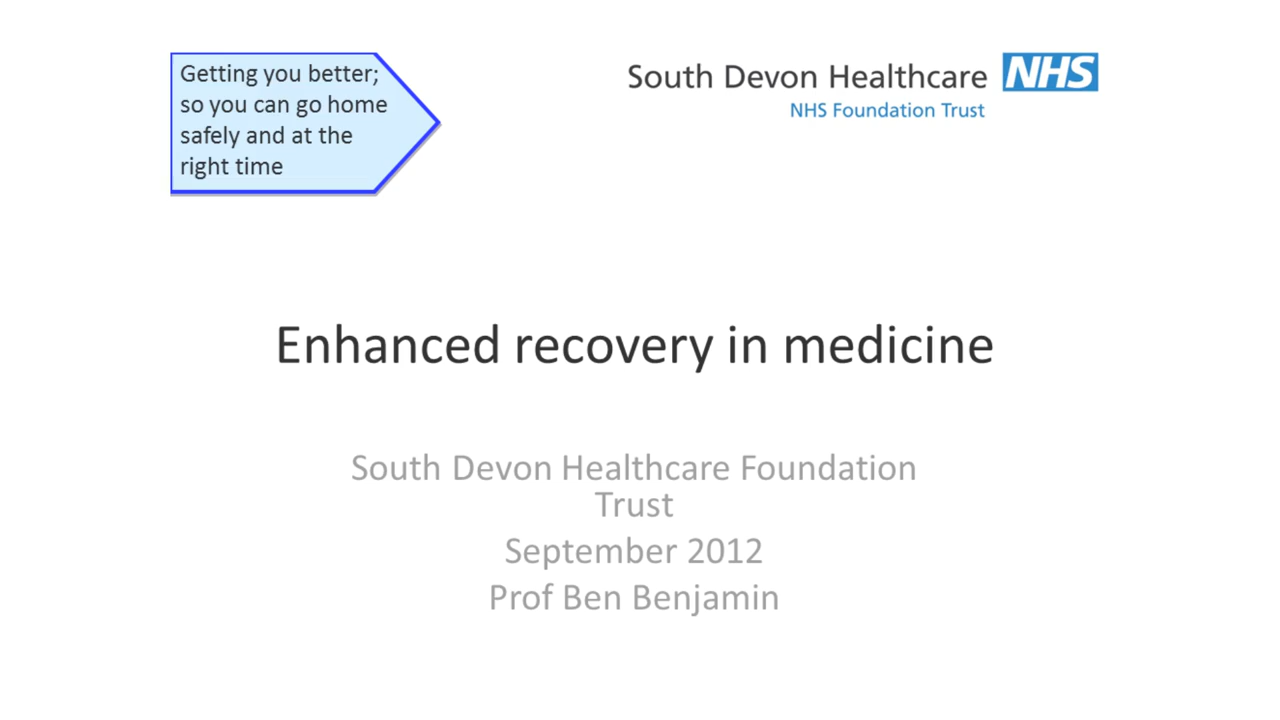 Getting you better;
so you can go home
safely and at the
right time
South Devon Healthcare NHS
NHS Foundation Trust
Enhanced recovery in medicine
South Devon Healthcare Foundation
Trust
September 2012
Prof Ben Benjamin